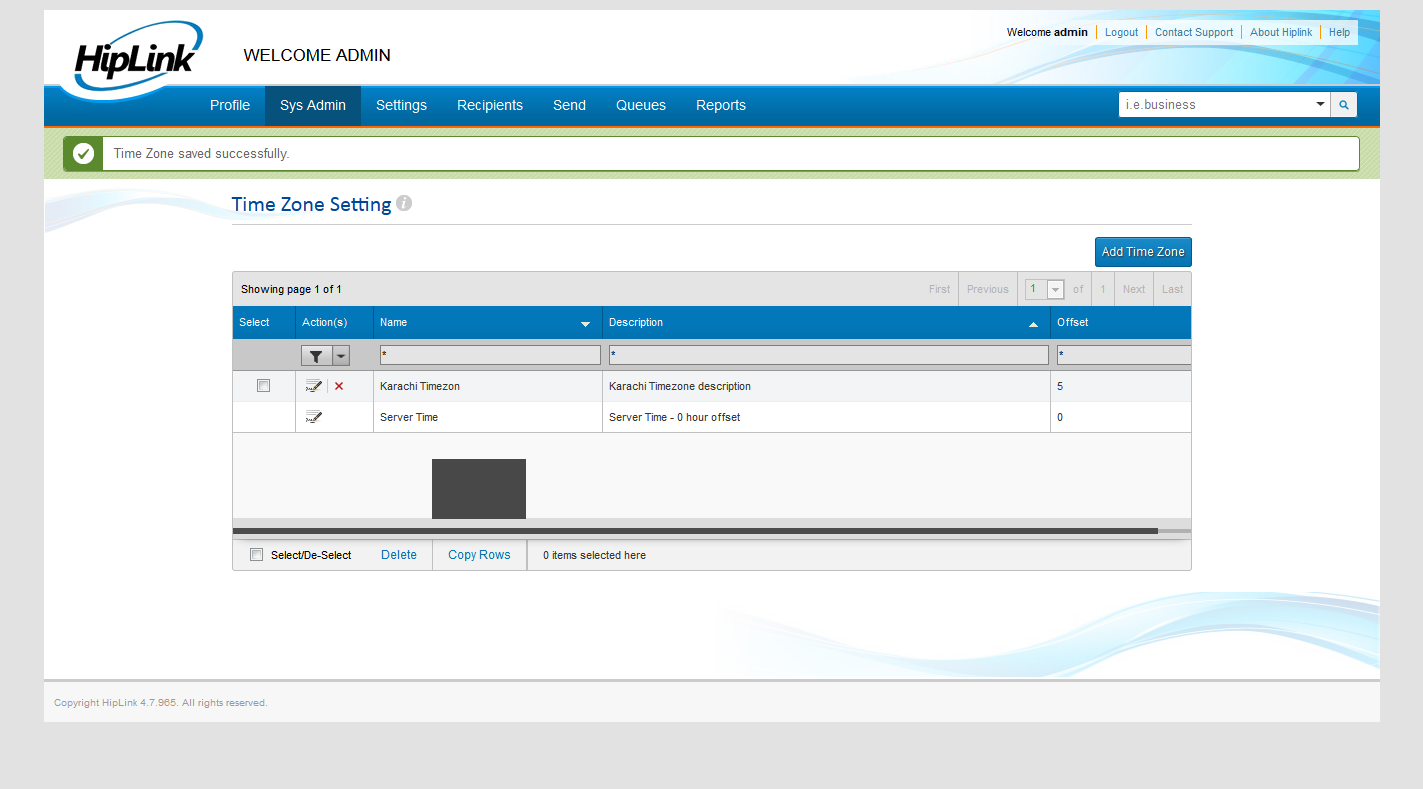 HipLink
WELCOME ADMIN
Welcome admin Logout Contact Support About Hiplink Help
Profile Sys Admin Settings Recipients Send Queues Reports i.e.business
Time Zone saved successfully.
Time Zone Setting i
Add Time Zone
Showing page 1 of 1 First Previous 1 of 1 Next Last
Select Action(s) Name Description Offset
* * *
Karachi Timezon Karachi Timezone description 5
Server Time Server Time - 0 hour offset 0
Select/De-Select Delete Copy Rows 0 items selected here
Copyright HipLink 4.7.965. All rights reserved.